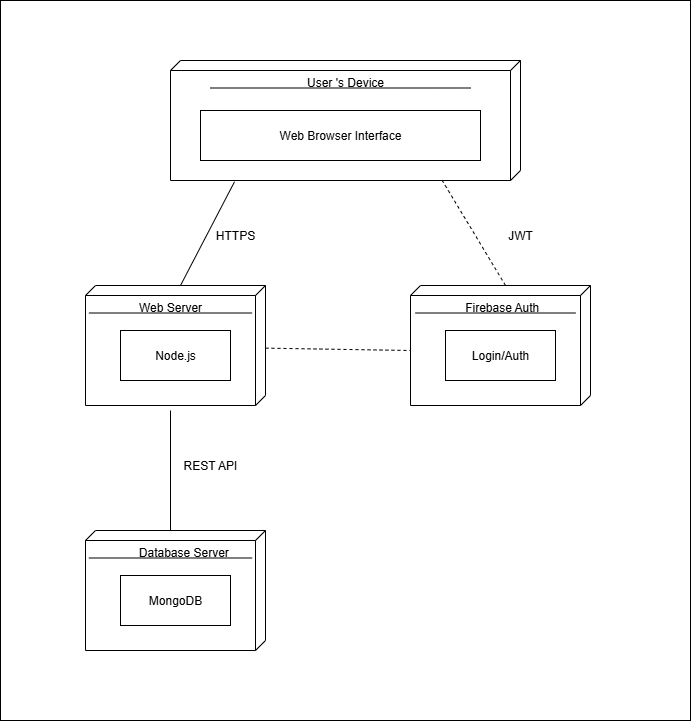 User 's Device
Web Browser Interface
HTTPS
JWT
Web Server
Firebase Auth
Node.js
Login/Auth
REST API
Database Server
MongoDB